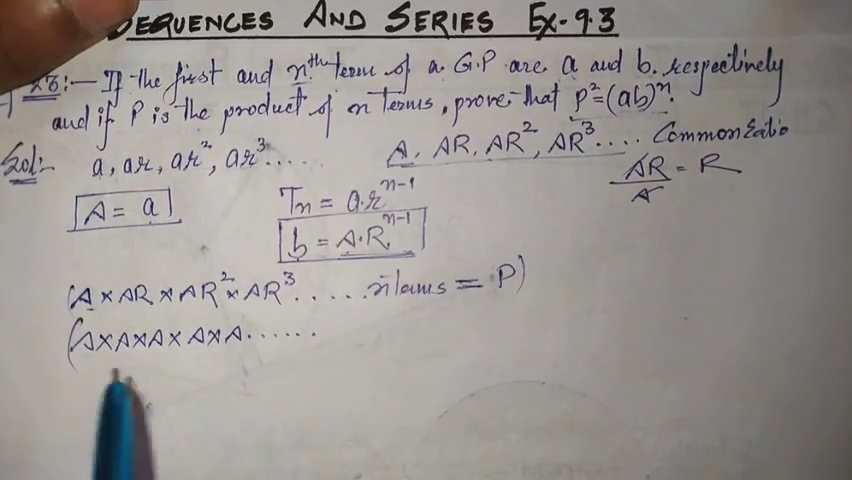 SEQUENCES AND SERIES Ex-9.3
23:- If the first and nth term of a G.P are a and b. respectively
and if P is the product of n terms, prove that P²=(ab)ⁿ.
Sol:- a, ar, ar², ar³...... A, AR, AR², AR³.... Common Ratio
AR/A = R
A = a
Tn = a.rⁿ⁻¹
b = A.Rⁿ⁻¹
(A × AR × AR² × AR³...... n terms = P)
(A×A×A×A×A......